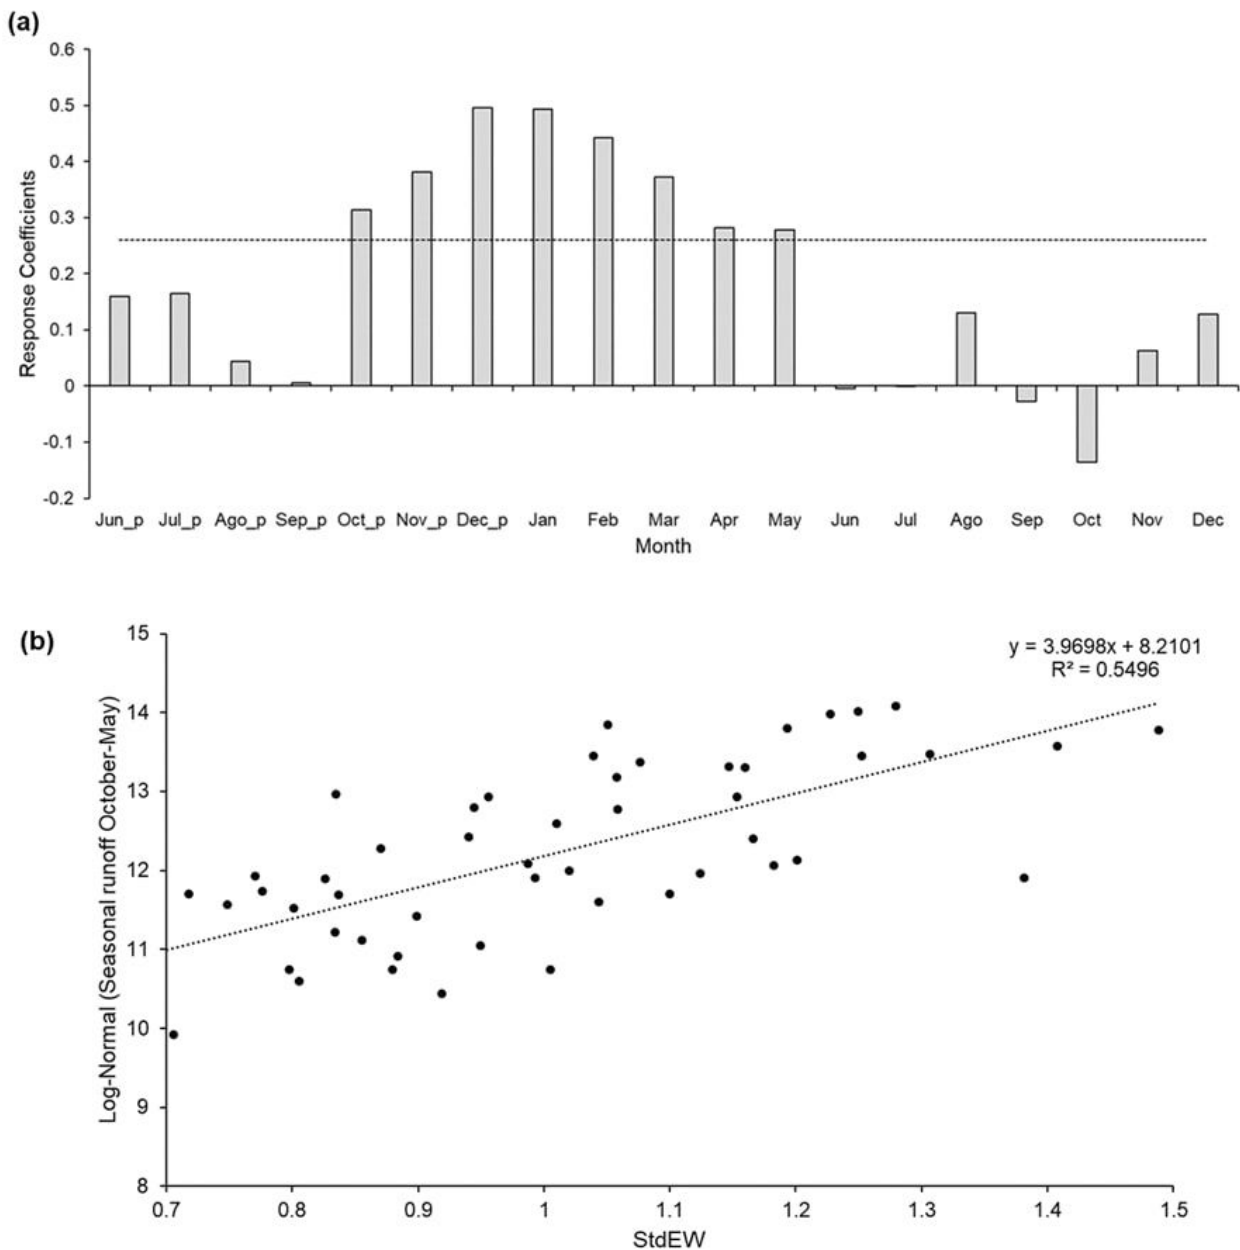 (a)
0.6
0.5
0.4
0.3
0.2
0.1
0
-0.1
-0.2
Response Coefficients
Jun_p Jul_p Ago_p Sep_p Oct_p Nov_p Dec_p Jan Feb Mar Apr May Jun Jul Ago Sep Oct Nov Dec
Month
(b)
15
14
13
12
11
10
9
8
Log-Normal (Seasonal runoff October-May)
y = 3.9698x + 8.2101
R² = 0.5496
0.7 0.8 0.9 1 1.1 1.2 1.3 1.4 1.5
StdEW